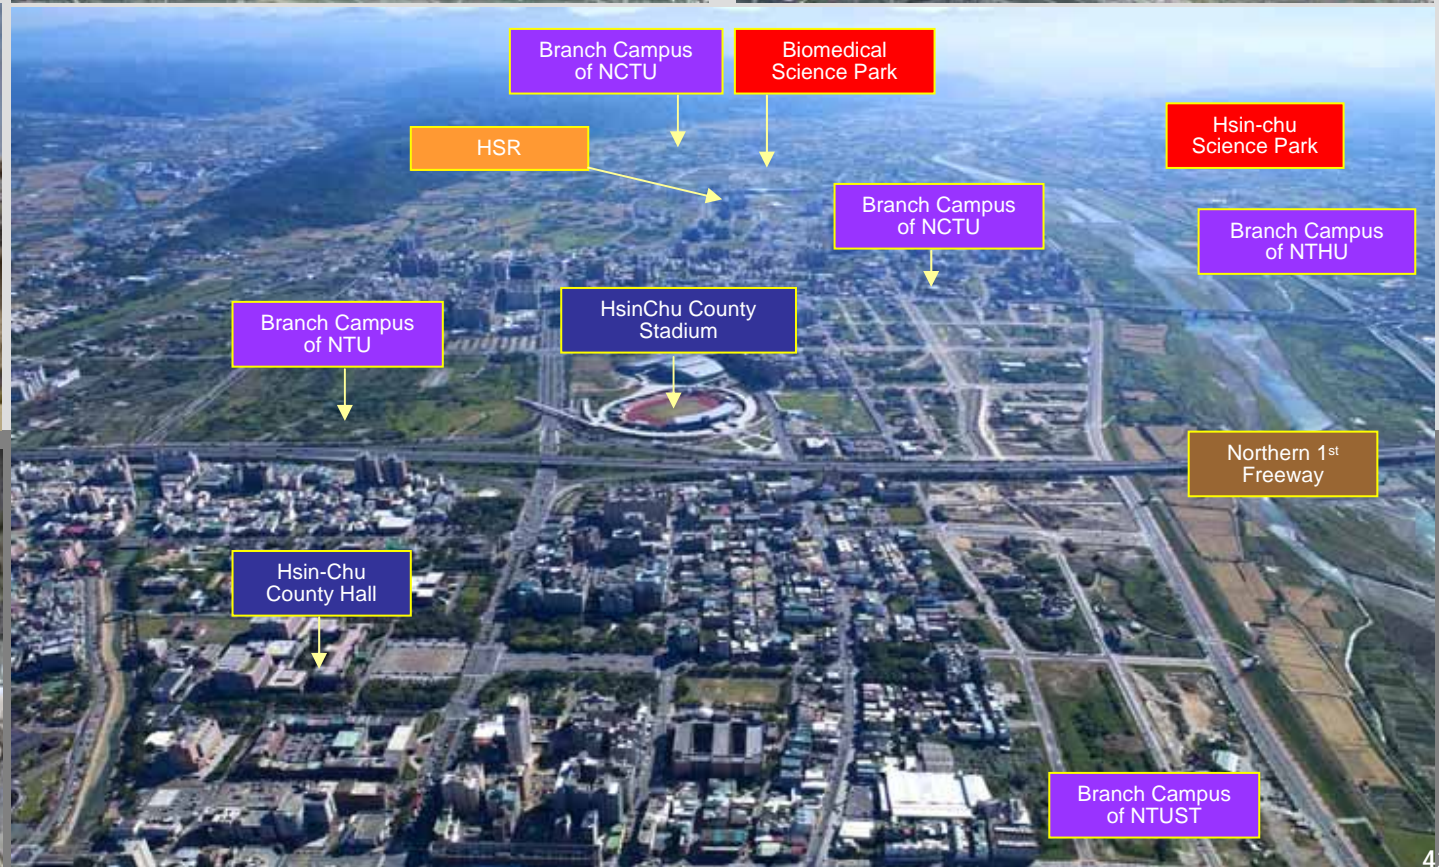 Branch Campus
of NCTU
Biomedical
Science Park
Hsin-chu
Science Park
HSR
Branch Campus
of NCTU
Branch Campus
of NTHU
HsinChu County
Stadium
Branch Campus
of NTU
Northern 1st
Freeway
Hsin-Chu
County Hall
Branch Campus
of NTUST
4